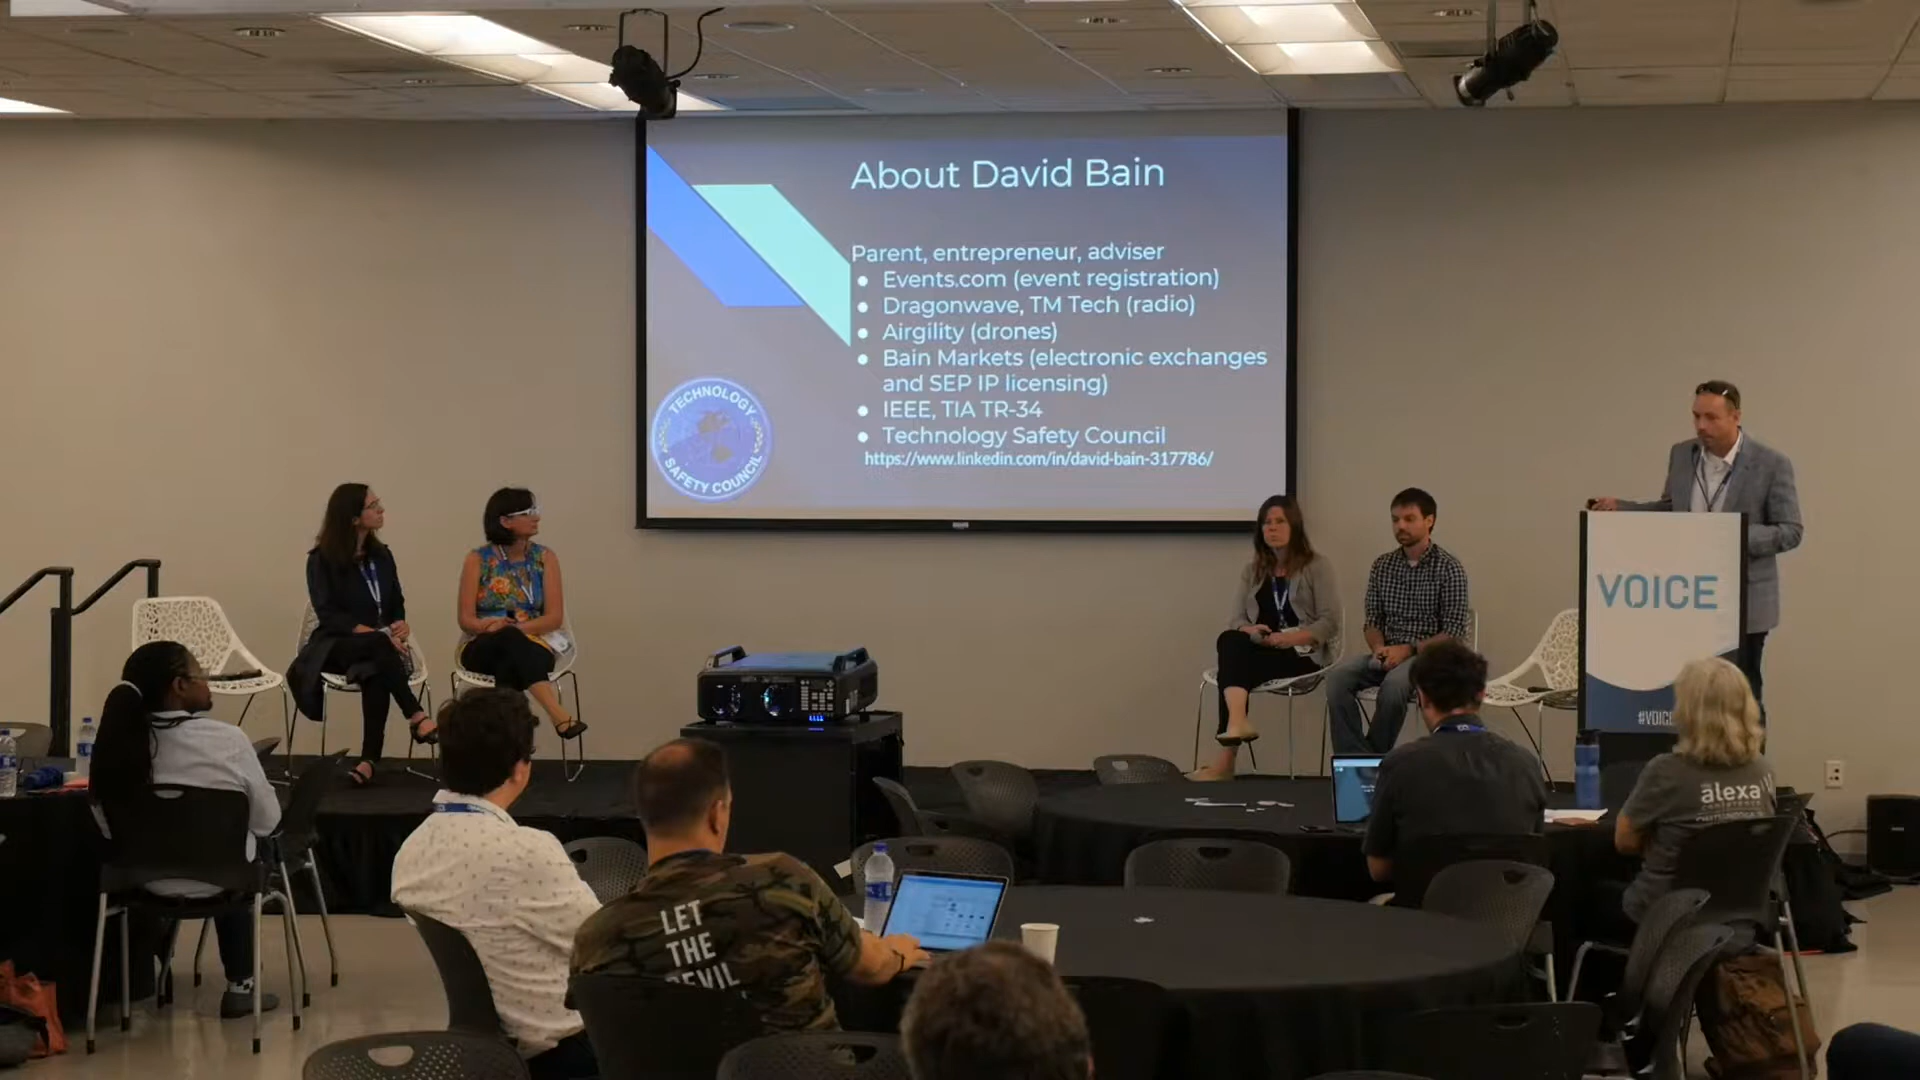 About David Bain
Parent, entrepreneur, adviser
● Events.com (event registration)
● Dragonwave, TM Tech (radio)
● Airgility (drones)
● Bain Markets (electronic exchanges
and SEP IP licensing)
● IEEE, TIA TR-34
● Technology Safety Council
https://www.linkedin.com/in/david-bain-317786/
TECHNOLOGY
SAFETY COUNCIL
VOICE
#VOICE
alexa
LET
THE